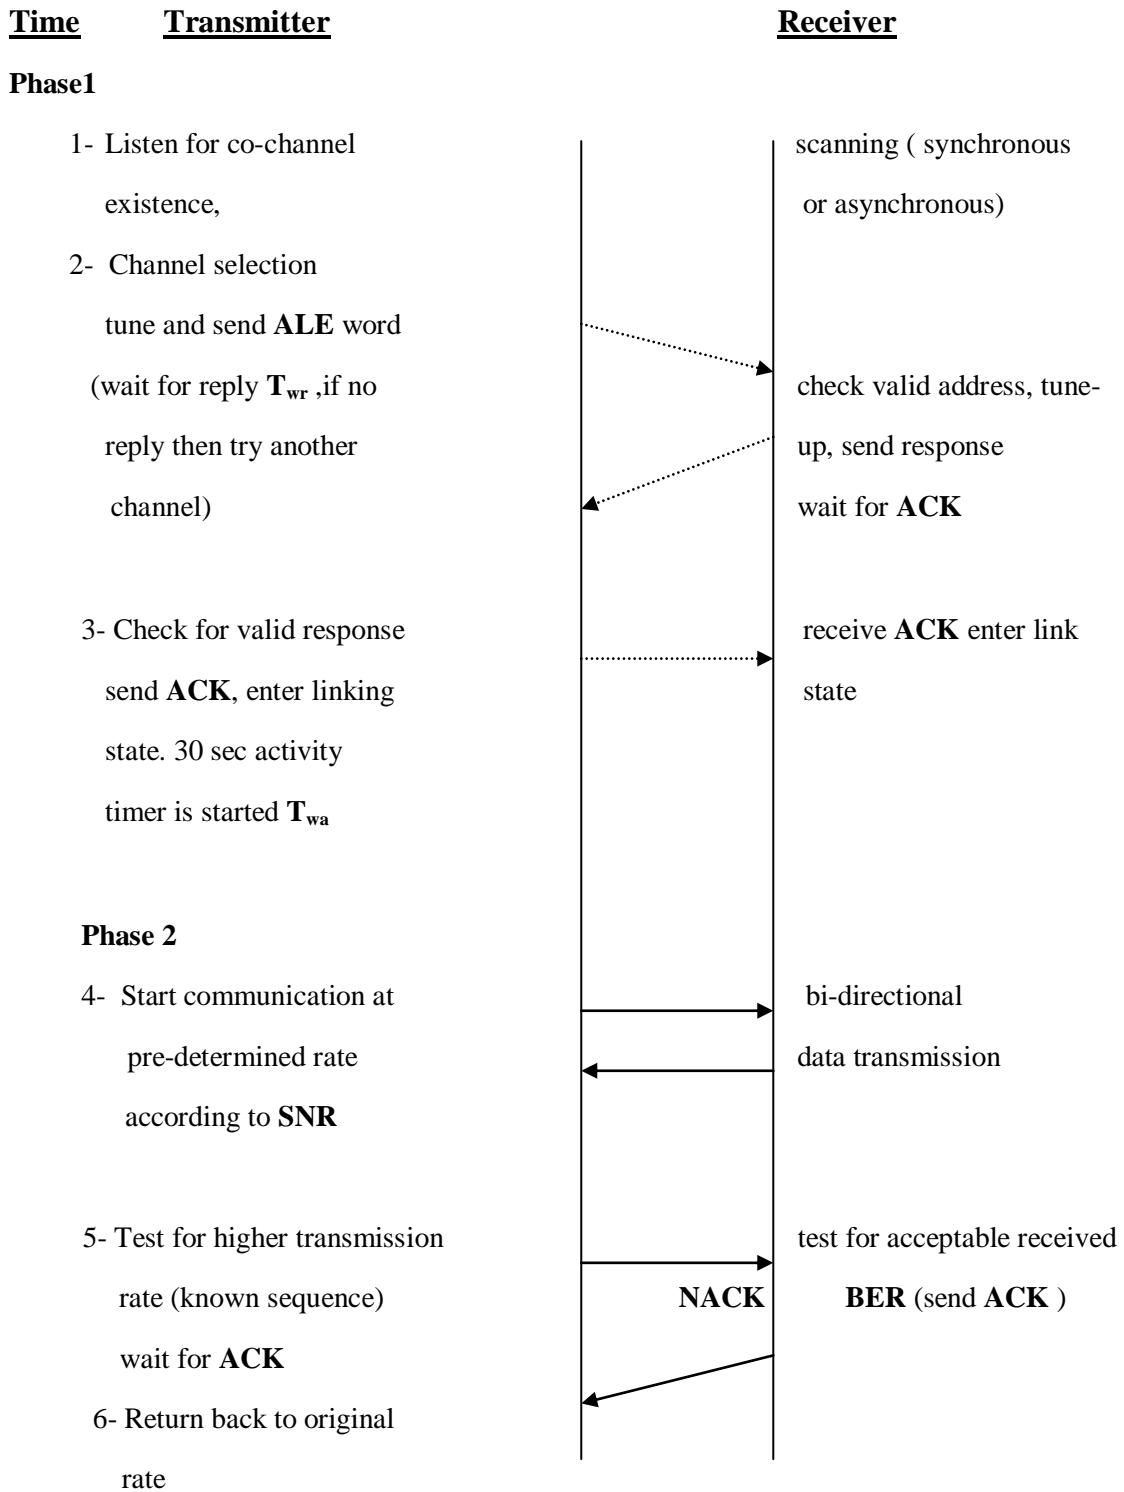 Time Transmitter Receiver
Phase1
1- Listen for co-channel scanning ( synchronous
existence, or asynchronous)
2- Channel selection
tune and send ALE word
(wait for reply Twr ,if no check valid address, tune-
reply then try another up, send response
channel) wait for ACK
3- Check for valid response receive ACK enter link
send ACK, enter linking state
state. 30 sec activity
timer is started Twa
Phase 2
4- Start communication at bi-directional
pre-determined rate data transmission
according to SNR
5- Test for higher transmission test for acceptable received
rate (known sequence) NACK BER (send ACK )
wait for ACK
6- Return back to original
rate